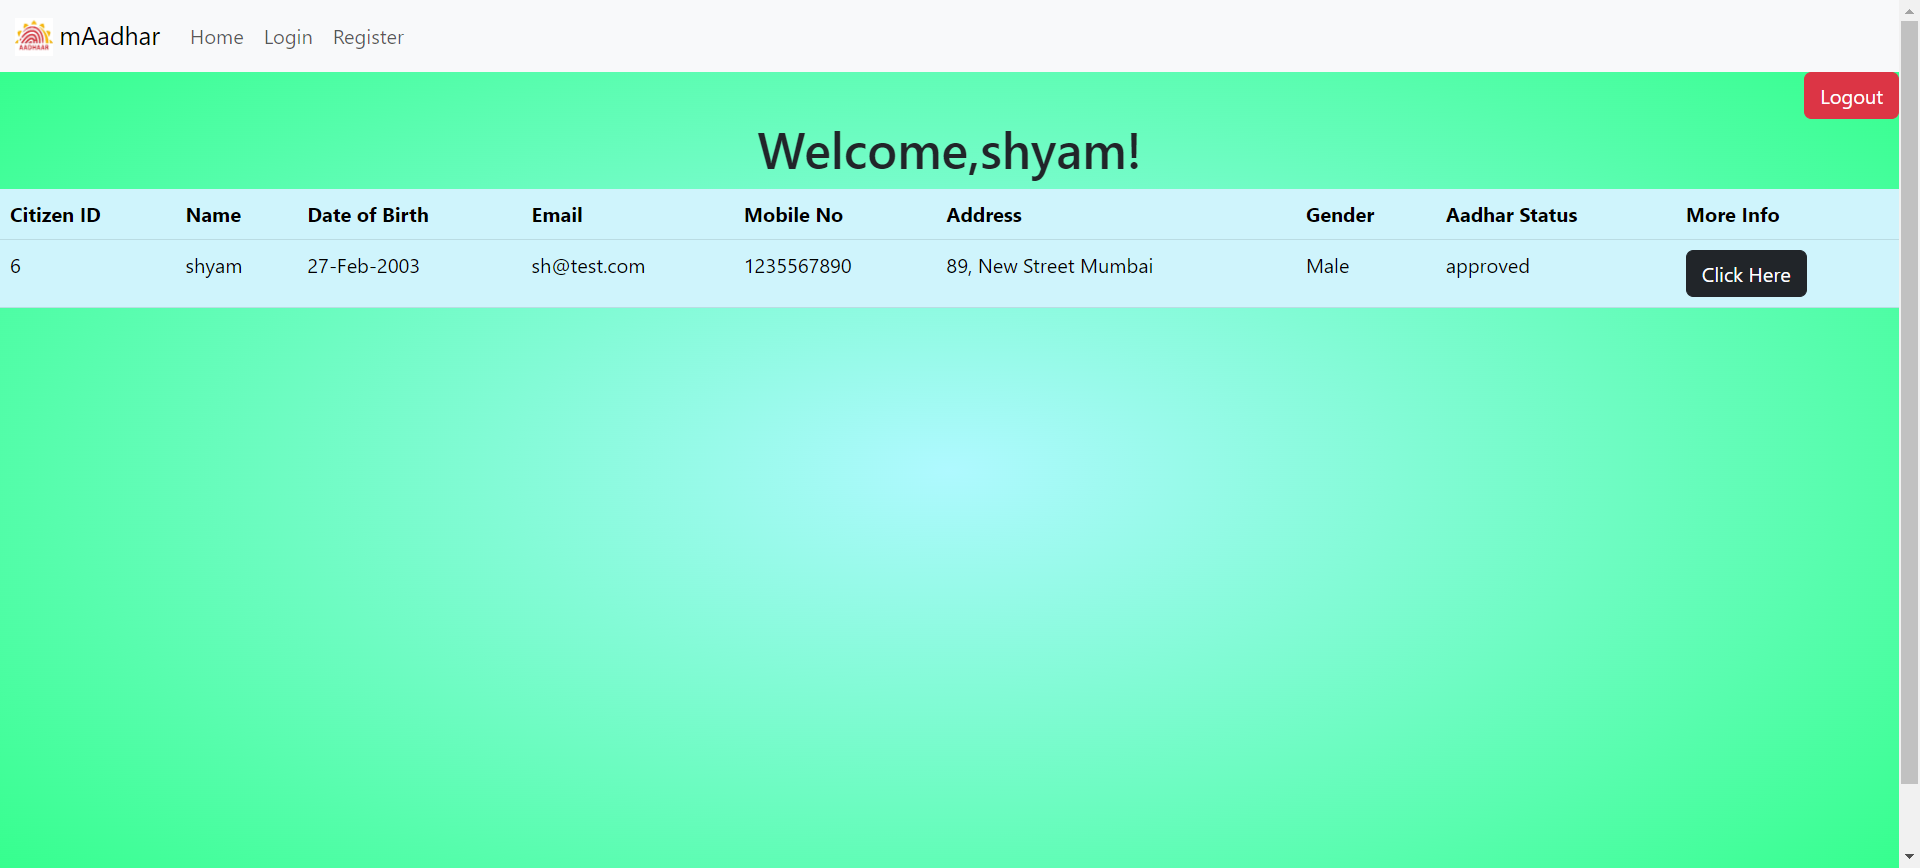 AADHAAR
mAadhar Home Login Register
Logout
Welcome,shyam!
Citizen ID Name Date of Birth Email Mobile No Address Gender Aadhar Status More Info
6 shyam 27-Feb-2003 sh@test.com 1235567890 89, New Street Mumbai Male approved Click Here